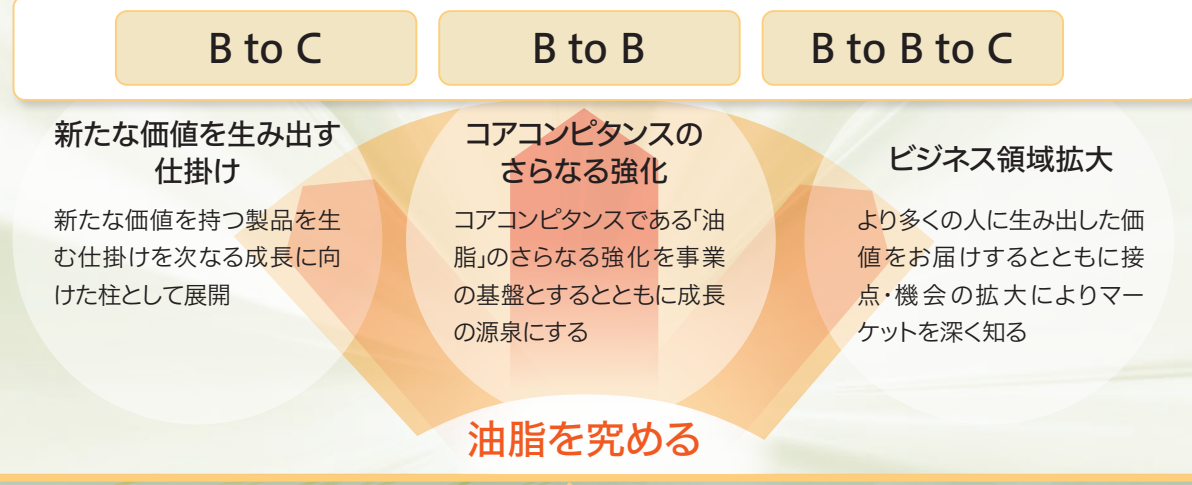 B to C
B to B
B to B to C
新たな価値を生み出す
仕掛け
新たな価値を持つ製品を生
む仕掛けを次なる成長に向
けた柱として展開
コアコンピタンスの
さらなる強化
コアコンピタンスである「油
脂」のさらなる強化を事業
の基盤とするとともに成長
の源泉にする
ビジネス領域拡大
より多くの人に生み出した価
値をお届けするとともに接
点・機会の拡大によりマー
ケットを深く知る
油脂を究める